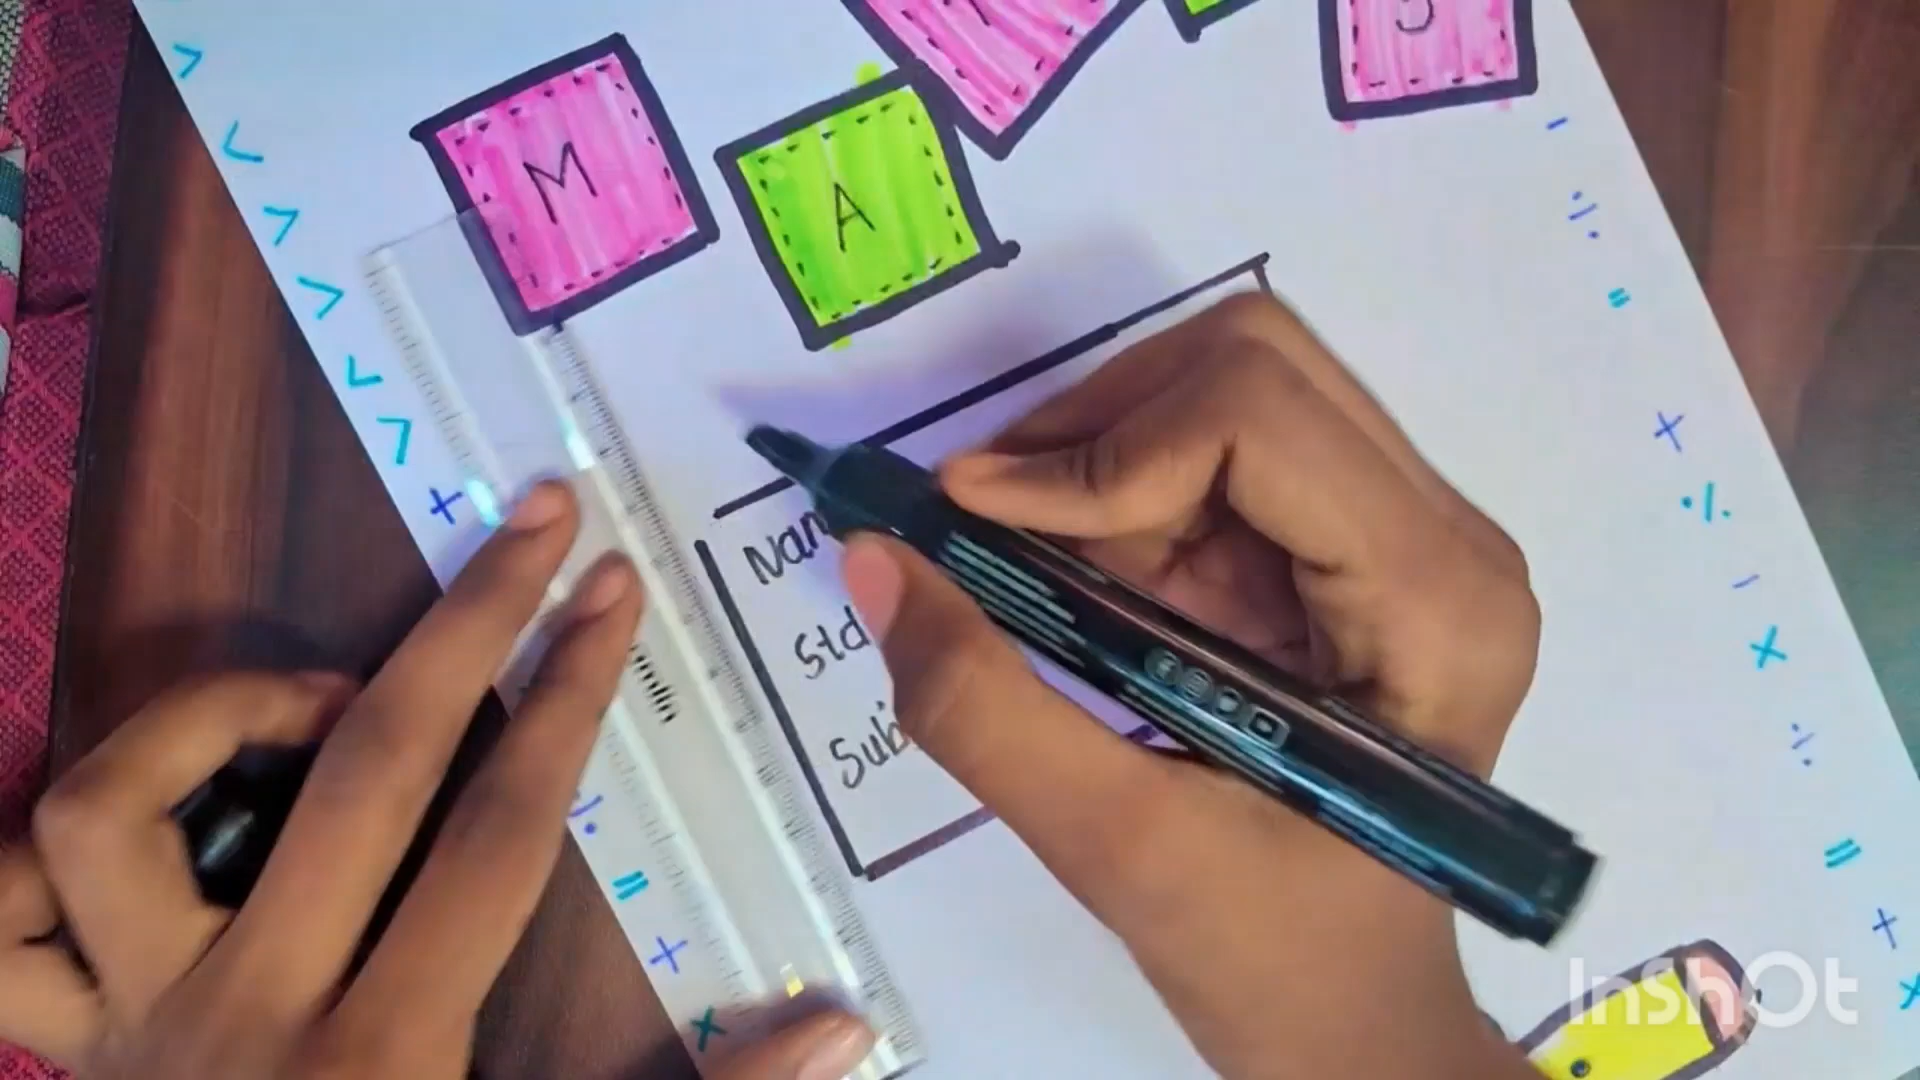 M
A
Nam
Std
Sub
> < > > < >
+
%
=
+
×
-
÷
=
+
%
-
×
÷
=
+
×
InShOt